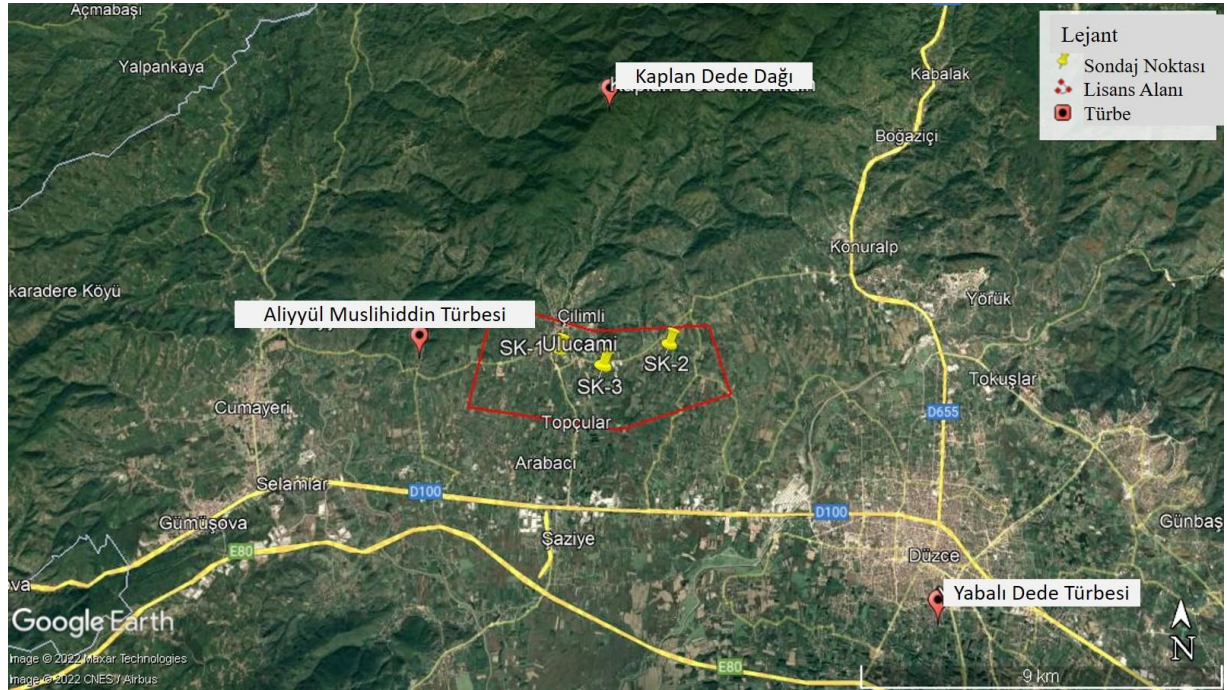 Açmabaşı
Yalpankaya
Kaplan Dede Dağı
Lejant
Sondaj Noktası
Lisans Alanı
Türbe
Kabalak
Boğaziçi
Konuralp
karadere Köyü
Yörük
Aliyyül Muslihiddin Türbesi
Çilimli
SK-1
Ulucami
SK-2
SK-3
Tokuşlar
Cumayeri
Topçular
D655
Arabacı
Selamlar
D100
D100
Gümüşova
Şaziye
Günbaş
E80
Düzce
va
Yabalı Dede Türbesi
Google Earth
N
Image © 2022 Maxar Technologies
Image © 2022 CNES / Airbus
E80
9 km